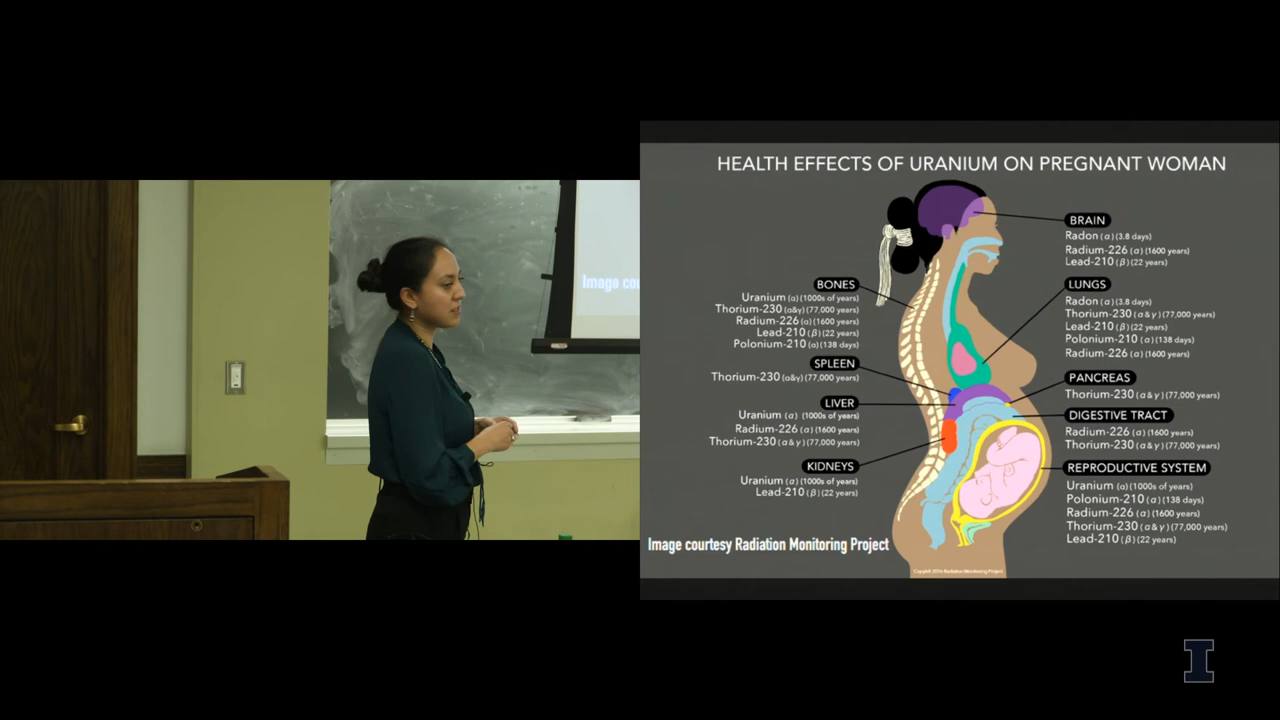 Image cou
HEALTH EFFECTS OF URANIUM ON PREGNANT WOMAN
BRAIN
Radon (α) (3.8 days)
Radium-226 (α) (1600 years)
Lead-210 (β) (22 years)
BONES
Uranium (α) (1000s of years)
Thorium-230 (α&γ) (77,000 years)
Radium-226 (α) (1600 years)
Lead-210 (β) (22 years)
Polonium-210 (α) (138 days)
LUNGS
Radon (α) (3.8 days)
Thorium-230 (α & γ) (77,000 years)
Lead-210 (β) (22 years)
Polonium-210 (α) (138 days)
Radium-226 (α) (1600 years)
SPLEEN
Thorium-230 (α&γ) (77,000 years)
PANCREAS
Thorium-230 (α & γ) (77,000 years)
LIVER
Uranium (α) (1000s of years)
Radium-226 (α) (1600 years)
Thorium-230 (α & γ) (77,000 years)
DIGESTIVE TRACT
Radium-226 (α) (1600 years)
Thorium-230 (α & γ) (77,000 years)
KIDNEYS
Uranium (α) (1000s of years)
Lead-210 (β) (22 years)
REPRODUCTIVE SYSTEM
Uranium (α) (1000s of years)
Polonium-210 (α) (138 days)
Radium-226 (α) (1600 years)
Thorium-230 (α & γ) (77,000 years)
Lead-210 (β) (22 years)
Image courtesy Radiation Monitoring Project
2016 Radiation Monitoring Project
I